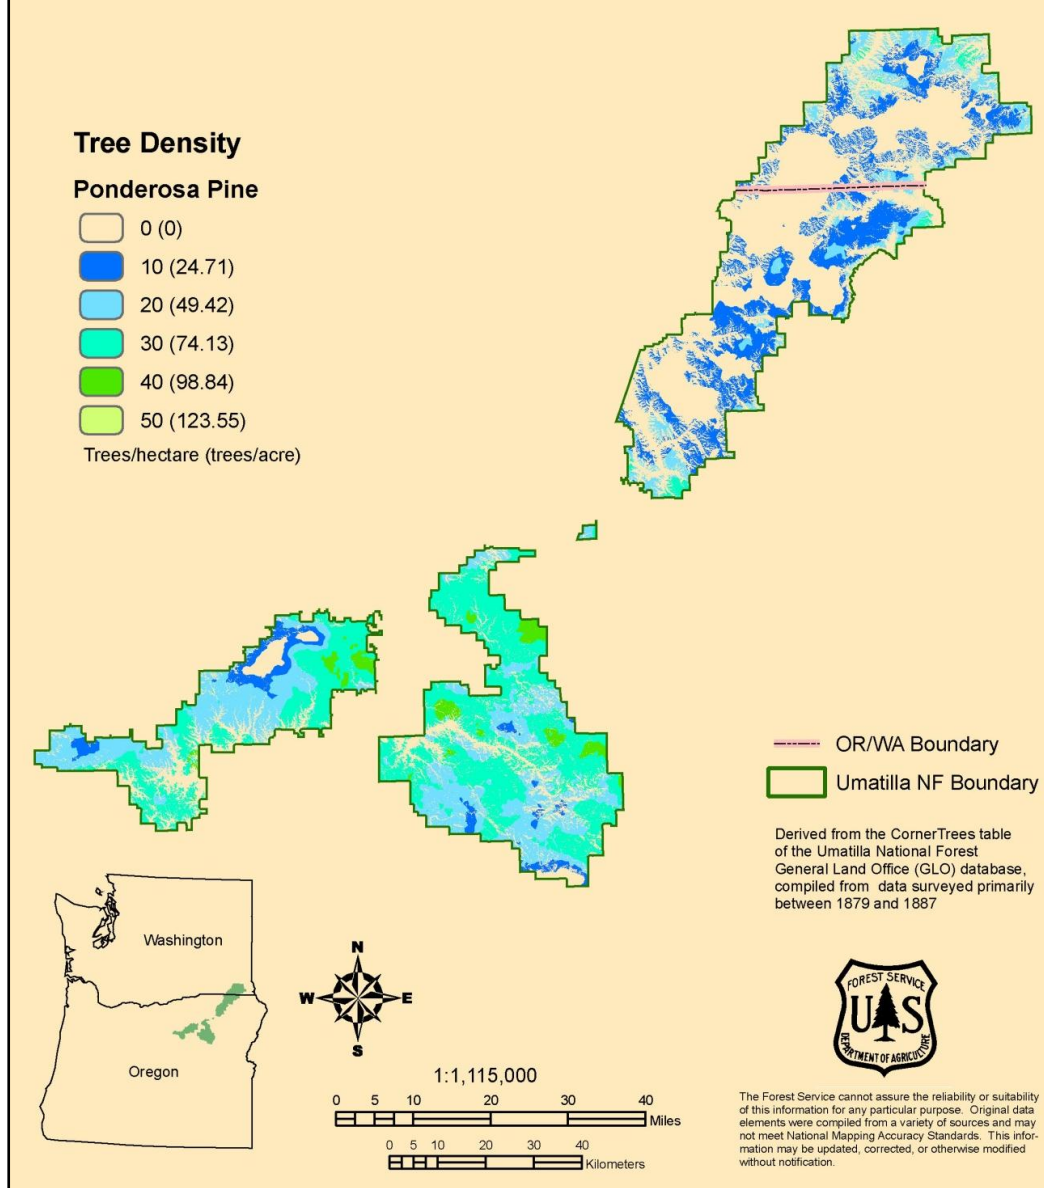 Tree Density
Ponderosa Pine
0 (0)
10 (24.71)
20 (49.42)
30 (74.13)
40 (98.84)
50 (123.55)
Trees/hectare (trees/acre)
OR/WA Boundary
Umatilla NF Boundary
Derived from the CornerTrees table
of the Umatilla National Forest
General Land Office (GLO) database,
compiled from data surveyed primarily
between 1879 and 1887
Washington
Oregon
N
W
E
S
1:1,115,000
0 5 10 20 30 40
Miles
0 5 10 20 30 40
Kilometers
FOREST SERVICE
U S
DEPARTMENT OF AGRICULTURE
The Forest Service cannot assure the reliability or suitability
of this information for any particular purpose. Original data
elements were compiled from a variety of sources and may
not meet National Mapping Accuracy Standards. This infor-
mation may be updated, corrected, or otherwise modified
without notification.